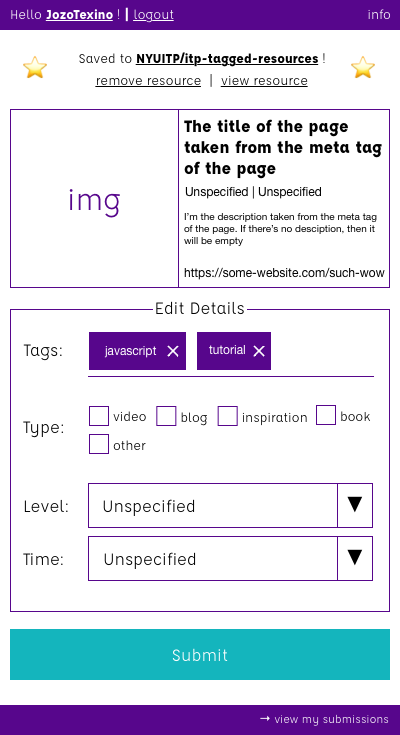 Hello JozoTexino ! | logout
info
Saved to NYUITP/itp-tagged-resources !
remove resource | view resource
img
The title of the page
taken from the meta tag
of the page
Unspecified | Unspecified
I'm the description taken from the meta tag
of the page. If there's no desciption, then it
will be empty
https://some-website.com/such-wow
Edit Details
Tags: javascript × tutorial ×
Type: video blog inspiration book
other
Level: Unspecified ▼
Time: Unspecified ▼
Submit
→ view my submissions